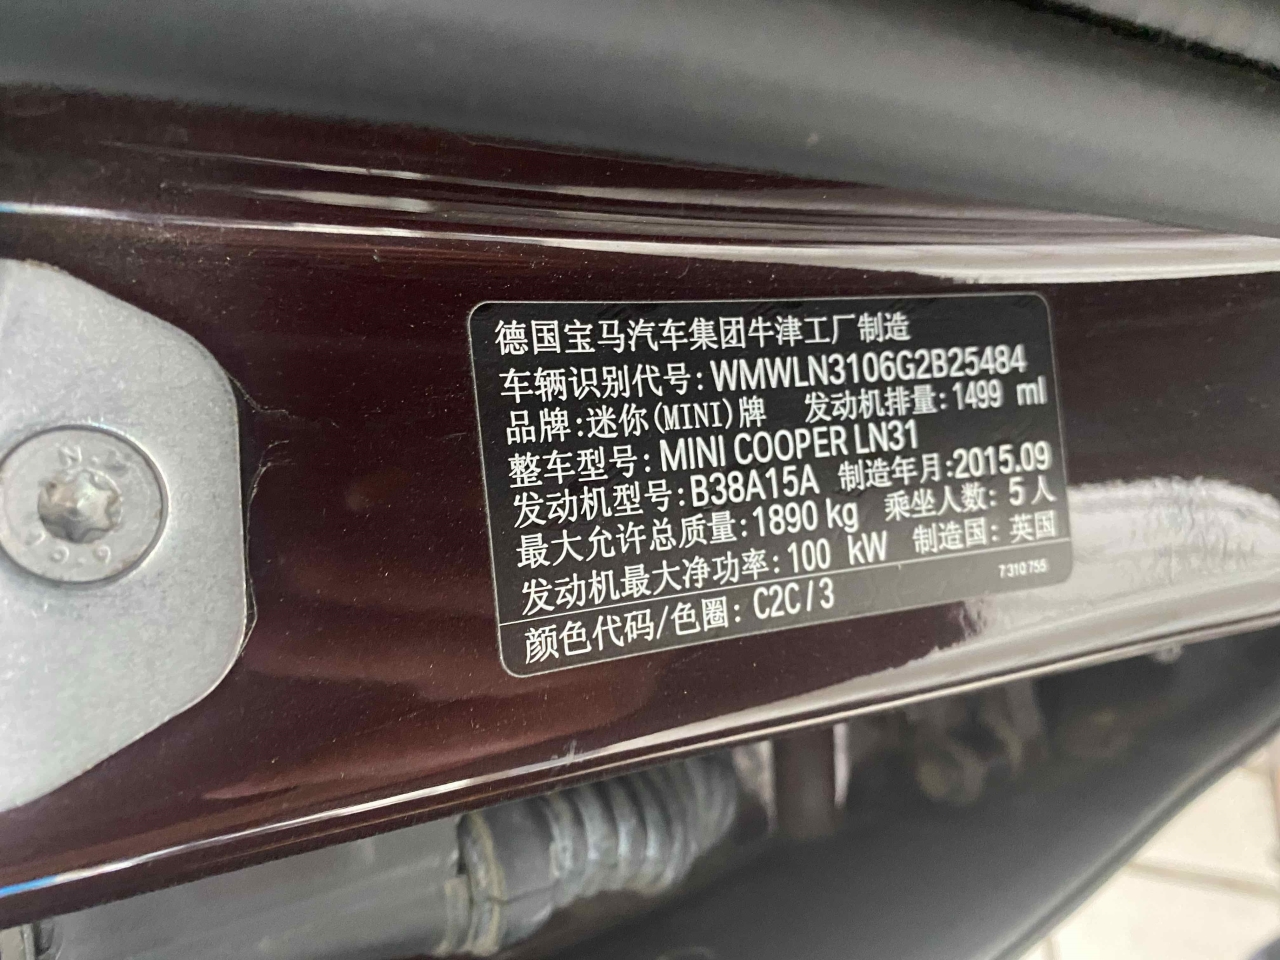 德国宝马汽车集团牛津工厂制造
车辆识别代号: WMWLN3106G2B25484
品牌:迷你(MINI)牌 发动机排量:1499 ml
整车型号: MINI COOPER LN31
发动机型号:B38A15A 制造年月:2015.09
最大允许总质量:1890 kg 乘坐人数: 5人
发动机最大净功率: 100 kW 制造国: 英国
7 310 755
颜色代码/色圈: C2C / 3